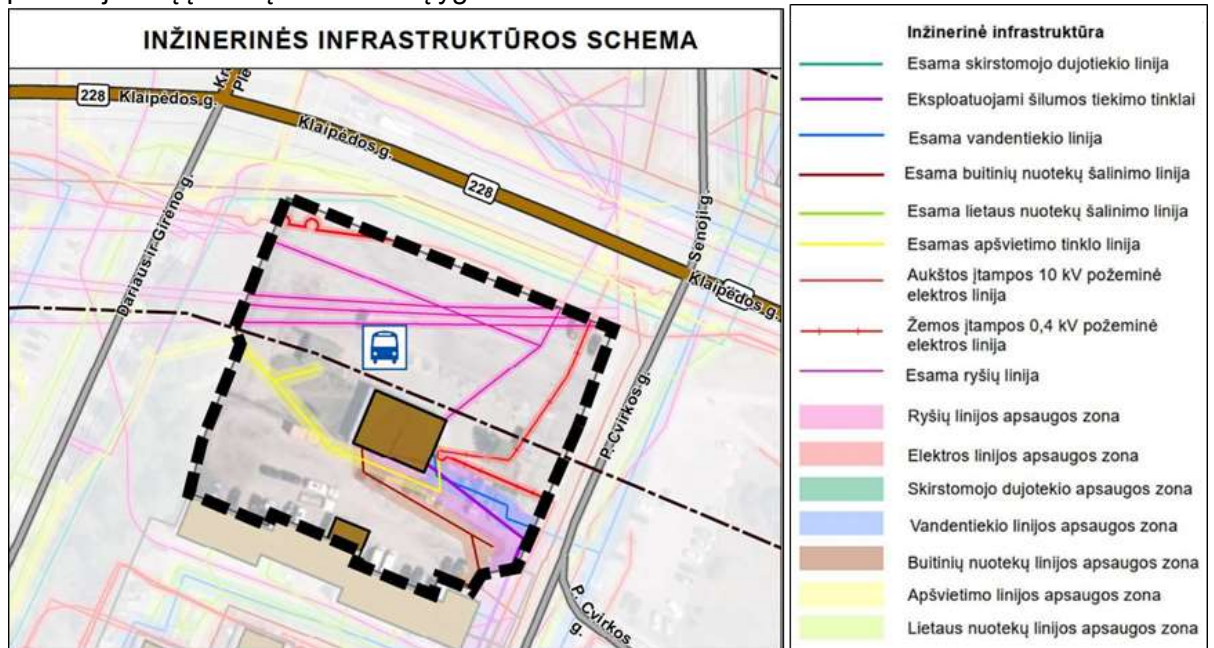 INŽINERINĖS INFRASTRUKTŪROS SCHEMA
228 Klaipėdos g.
Klaipėdos g.
228
Dariaus ir Girėno g.
Senoji g.
Klaipėdos g.
P. Cvirkos g.
P. Cvirkos
g.
Inžinerinė infrastruktūra
Esama skirstomojo dujotiekio linija
Eksploatuojami šilumos tiekimo tinklai
Esama vandentiekio linija
Esama buitinių nuotekų šalinimo linija
Esama lietaus nuotekų šalinimo linija
Esamas apšvietimo tinklo linija
Aukštos įtampos 10 kV požeminė
elektros linija
Žemos įtampos 0,4 kV požeminė
elektros linija
Esama ryšių linija
Ryšių linijos apsaugos zona
Elektros linijos apsaugos zona
Skirstomojo dujotekio apsaugos zona
Vandentiekio linijos apsaugos zona
Buitinių nuotekų linijos apsaugos zona
Apšvietimo linijos apsaugos zona
Lietaus nuotekų linijos apsaugos zona